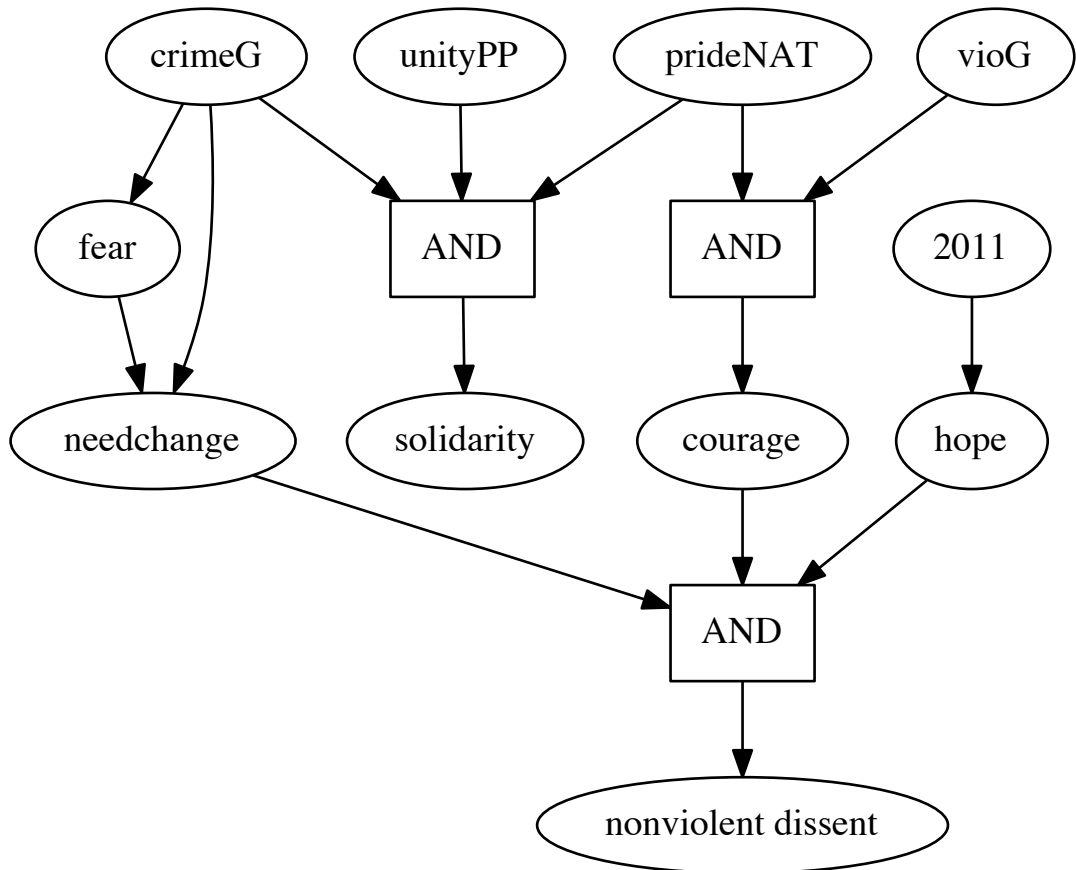 crimeG
unityPP
prideNAT
vioG
fear
AND
AND
2011
needchange
solidarity
courage
hope
AND
nonviolent dissent